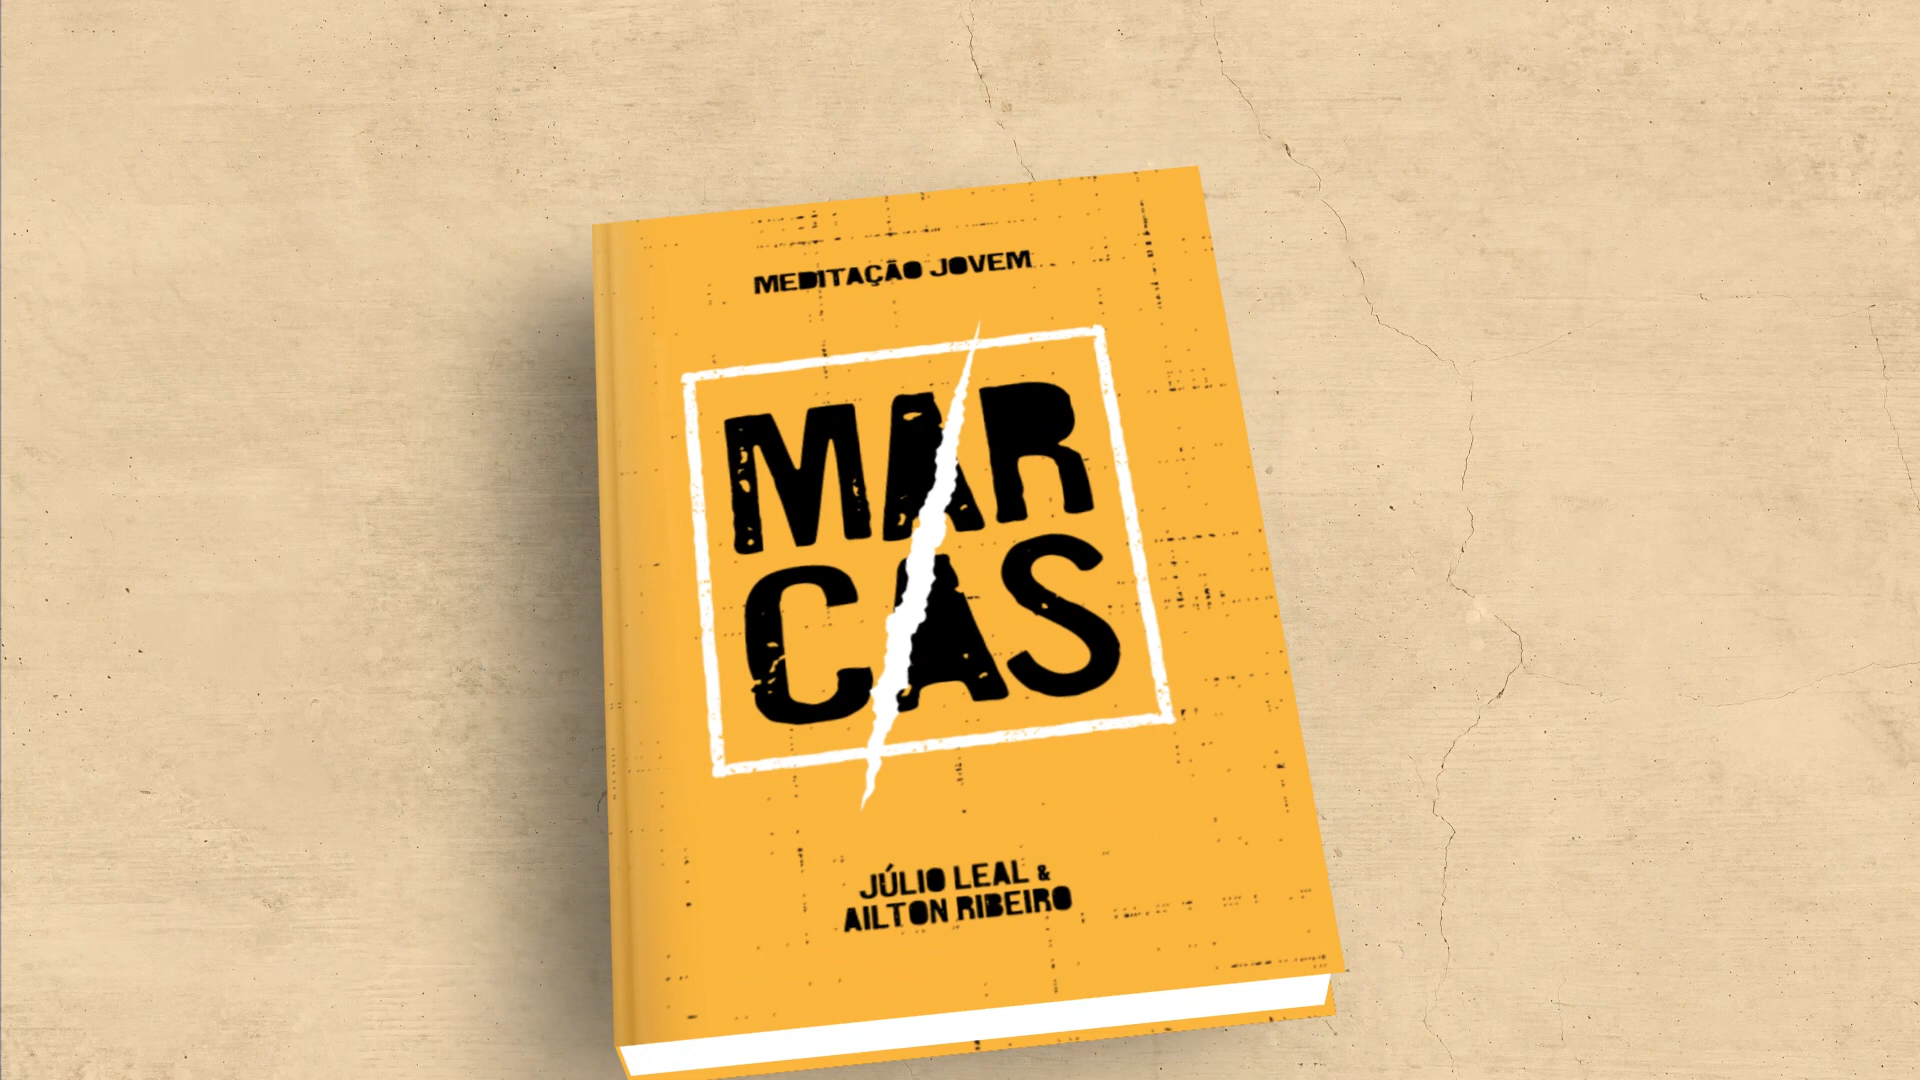 MEDITAÇÃO JOVEM
MAR
CAS
JÚLIO LEAL &
AILTON RIBEIRO